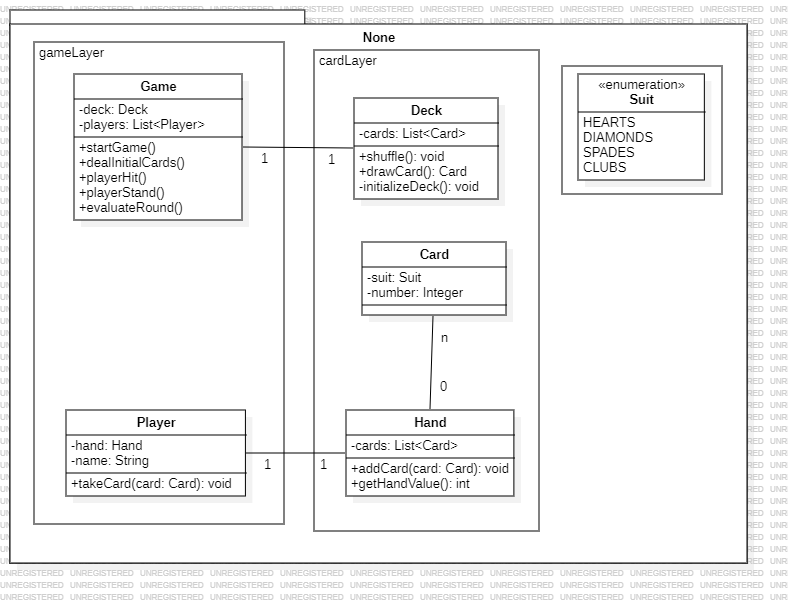 None
gameLayer
Game
-deck: Deck
-players: List<Player>
+startGame()
+dealInitialCards()
+playerHit()
+playerStand()
+evaluateRound()
1
1
cardLayer
Deck
-cards: List<Card>
+shuffle(): void
+drawCard(): Card
-initializeDeck(): void
«enumeration»
Suit
HEARTS
DIAMONDS
SPADES
CLUBS
Card
-suit: Suit
-number: Integer
n
0
Player
-hand: Hand
-name: String
+takeCard(card: Card): void
1
1
Hand
-cards: List<Card>
+addCard(card: Card): void
+getHandValue(): int
UNREGISTERED UNREGISTERED UNREGISTERED UNREGISTERED UNREGISTERED UNREGISTERED UNREGISTERED UNREGISTERED UNREGISTERED UNREGISTERED UNREGISTERED